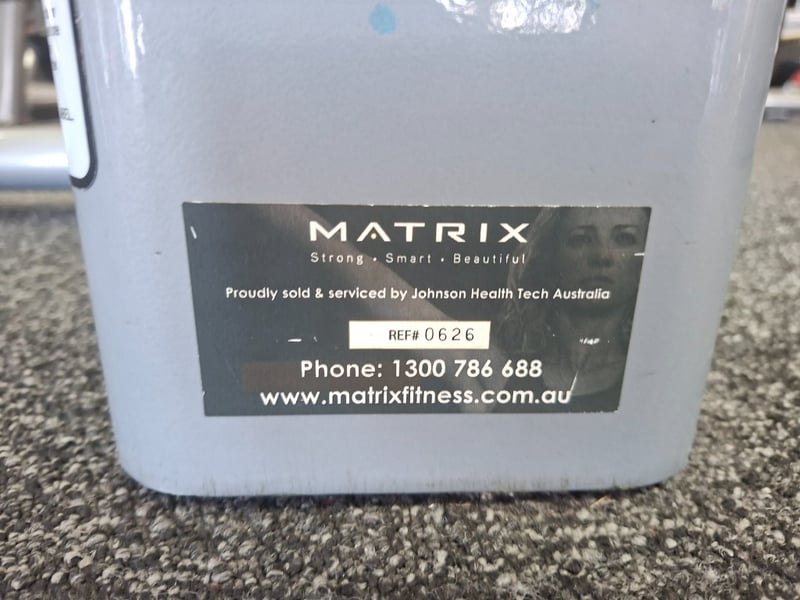 MATRIX
Strong • Smart • Beautiful
Proudly sold & serviced by Johnson Health Tech Australia
REF# 0626
Phone: 1300 786 688
www.matrixfitness.com.au